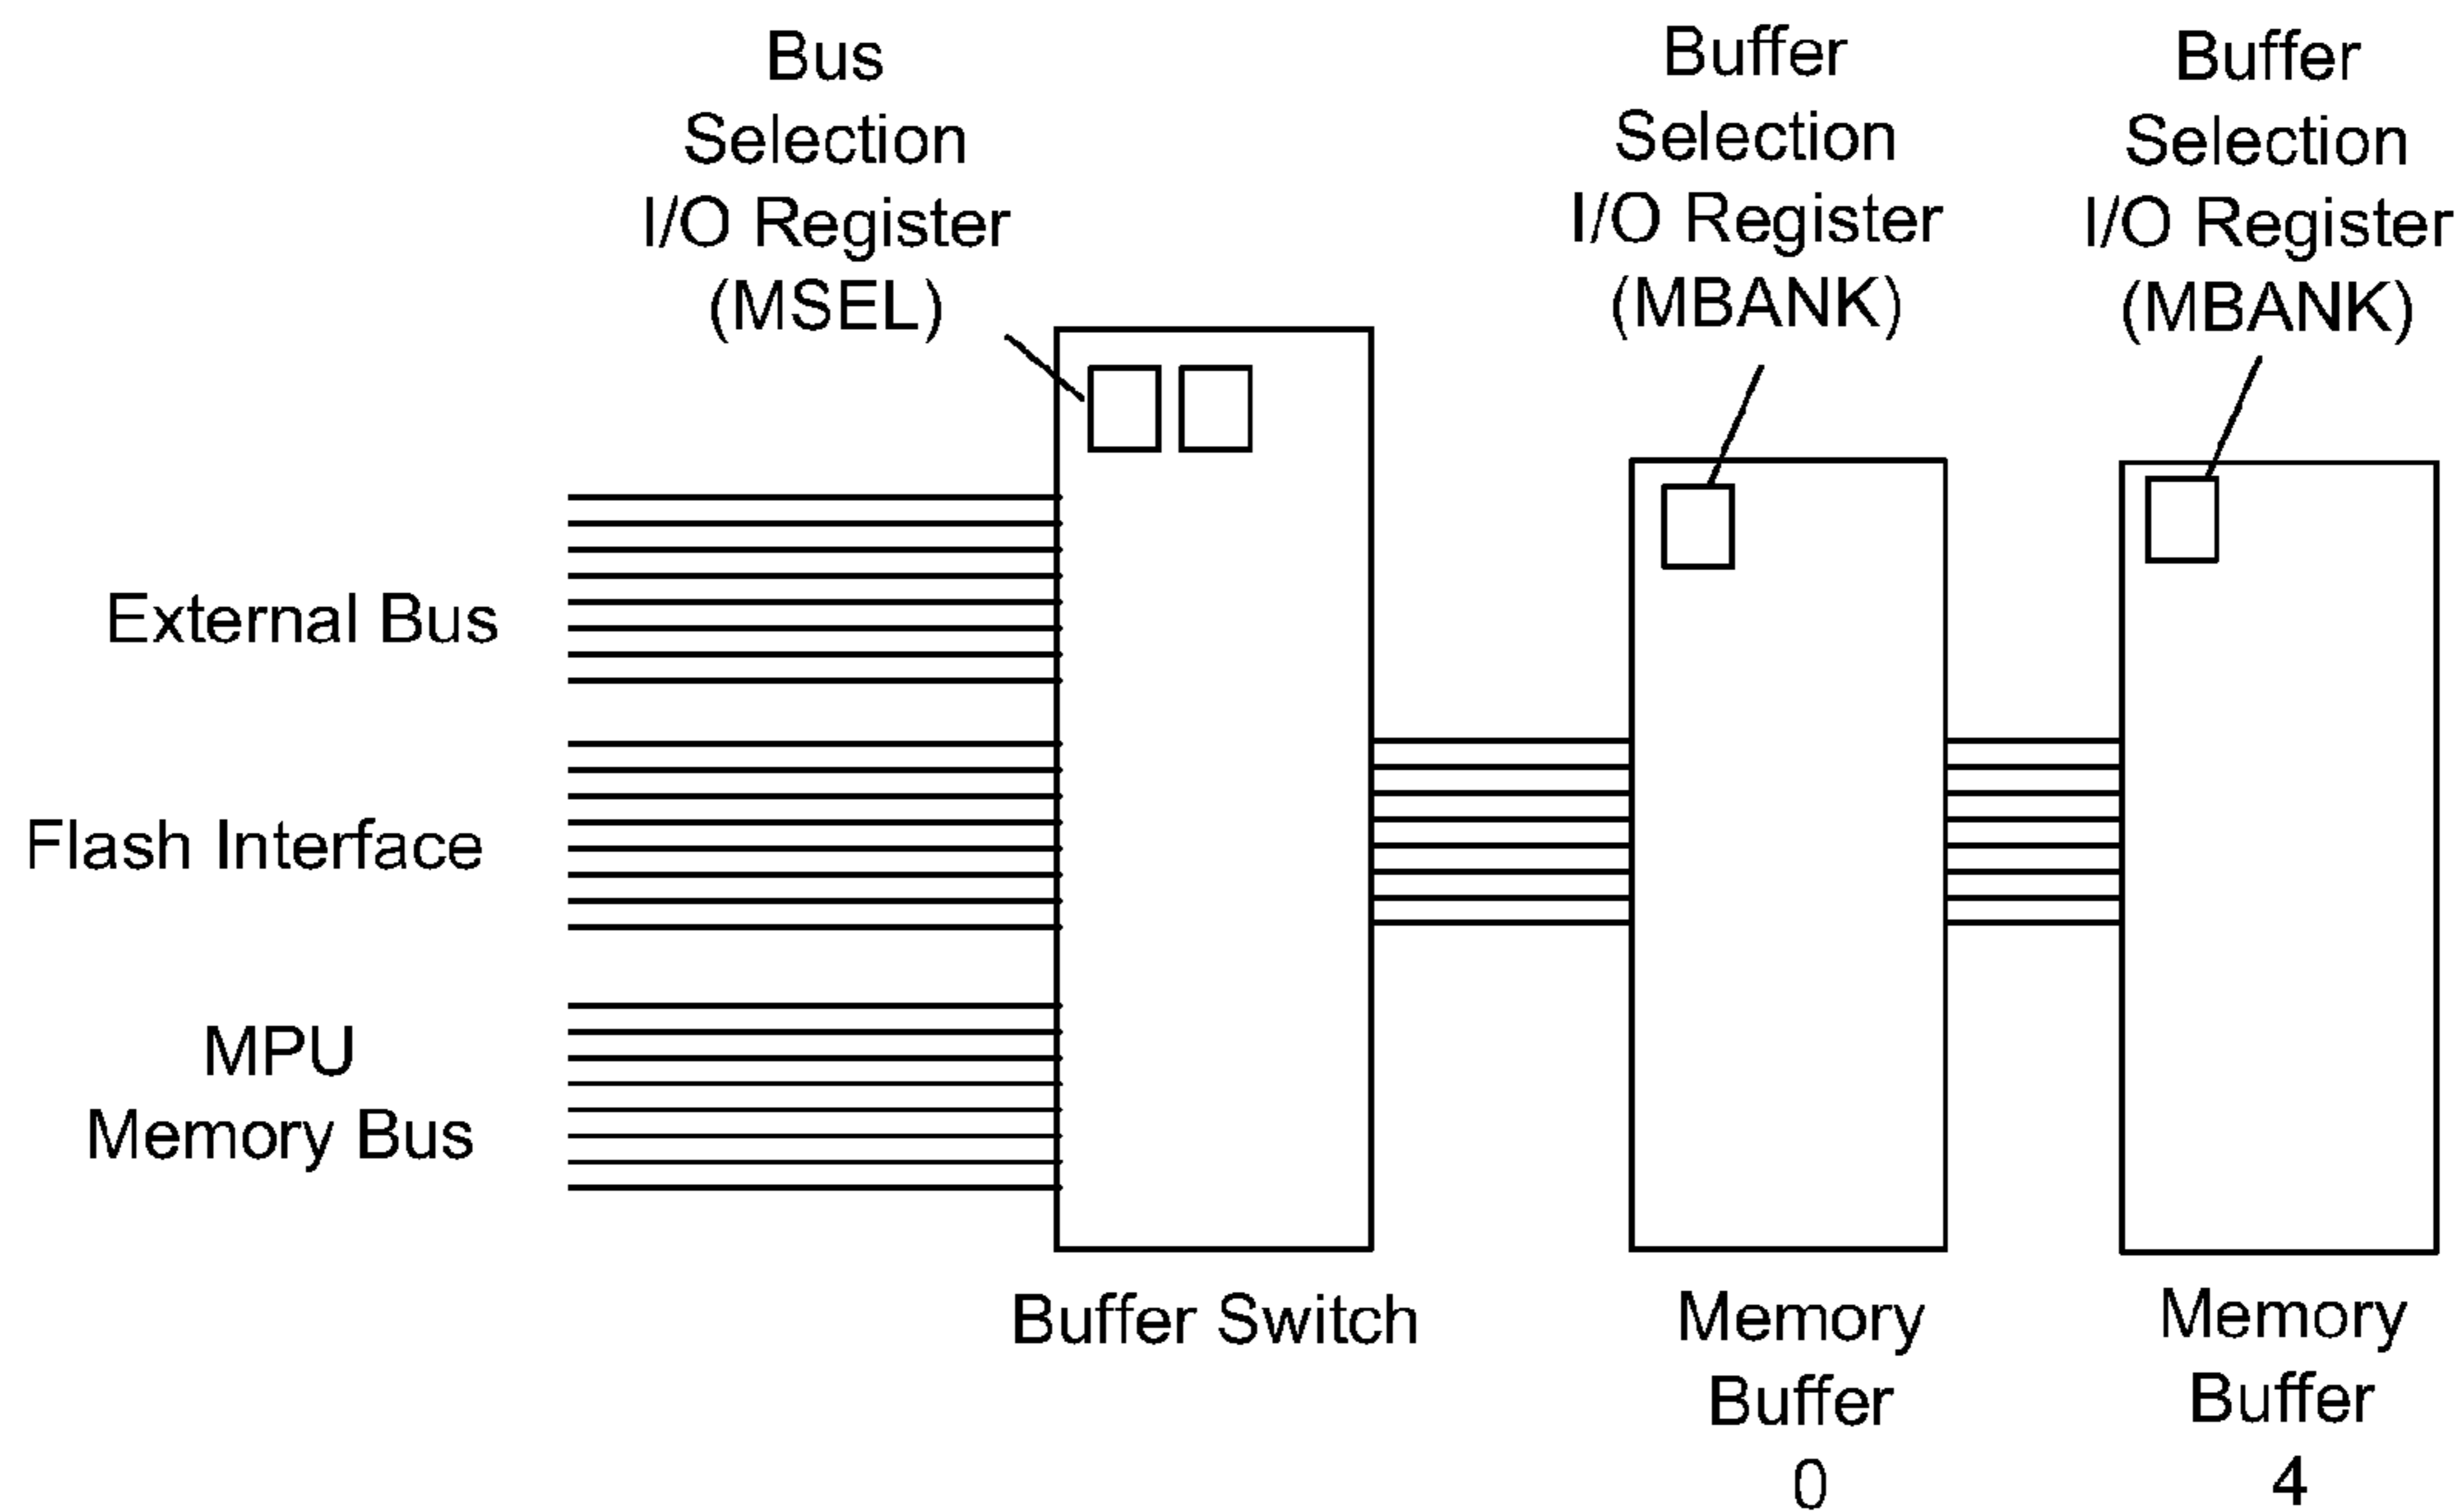 Bus
Selection
I/O Register
(MSEL)
Buffer
Selection
I/O Register
(MBANK)
Buffer
Selection
I/O Register
(MBANK)
External Bus
Flash Interface
MPU
Memory Bus
Buffer Switch
Memory
Buffer
0
Memory
Buffer
4